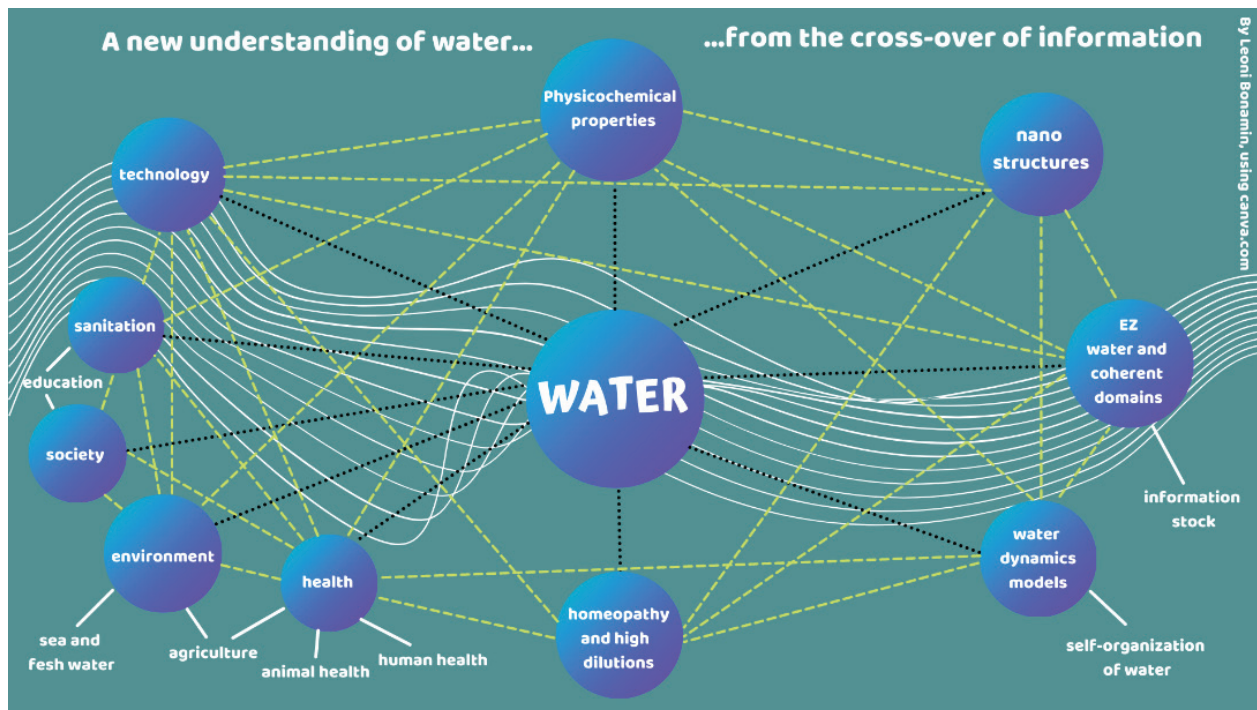 A new understanding of water...
...from the cross-over of information
By Leoni Bonamin, using canva.com
Physicochemical
properties
nano
structures
technology
sanitation
education
society
WATER
EZ
water and
coherent
domains
information
stock
environment
health
homeopathy
and high
dilutions
water
dynamics
models
sea and
fesh water
agriculture
animal health
human health
self-organization
of water